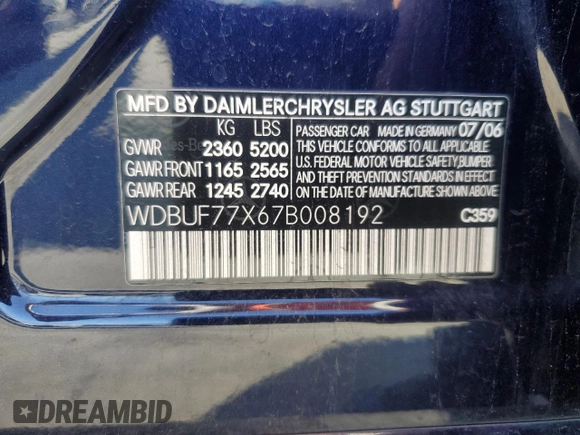 MFD BY DAIMLERCHRYSLER AG STUTTGART
KG LBS
GVWR 2360 5200
GAWR FRONT 1165 2565
GAWR REAR 1245 2740
PASSENGER CAR MADE IN GERMANY 07/06
THIS VEHICLE CONFORMS TO ALL APPLICABLE
U.S. FEDERAL MOTOR VEHICLE SAFETY, BUMPER
AND THEFT PREVENTION STANDARDS IN EFFECT
ON THE DATE OF MANUFACTURE SHOWN ABOVE.
WDBUF77X67B008192 C359
DREAMBID